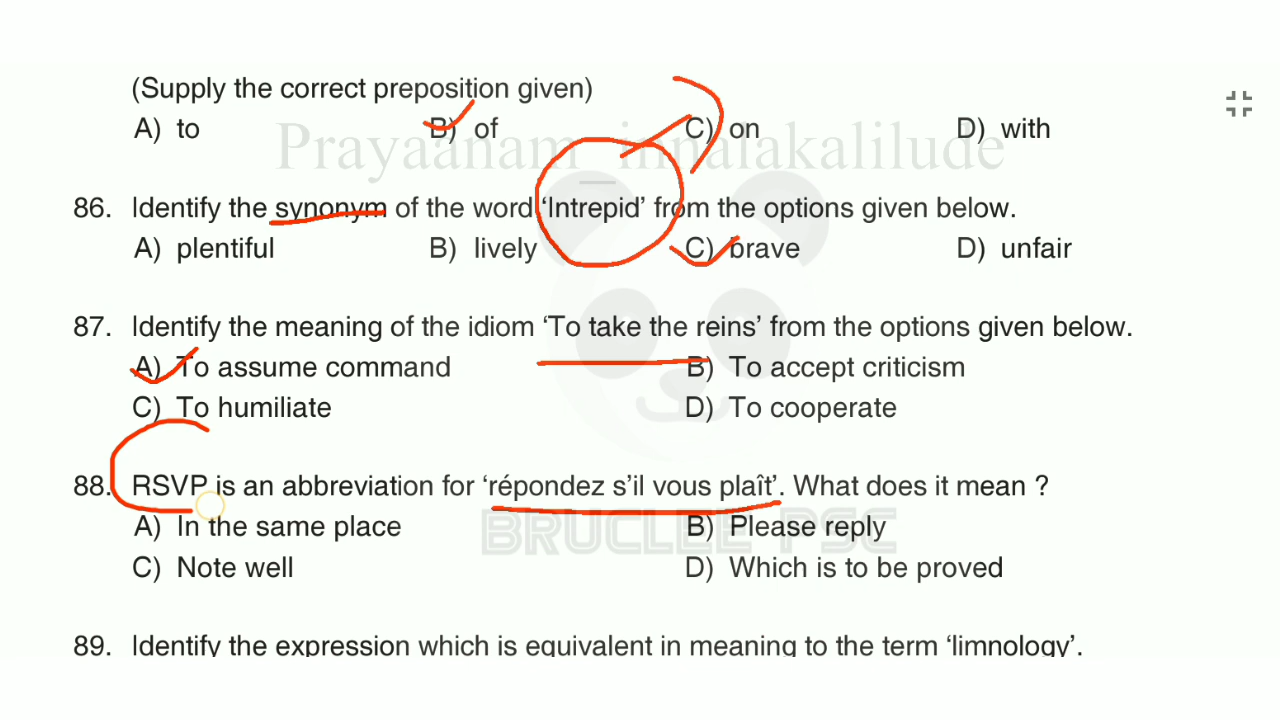 (Supply the correct preposition given)
A) to B) of C) on D) with
Prayaanam_innalakalilude
86. Identify the synonym of the word 'Intrepid' from the options given below.
A) plentiful B) lively C) brave D) unfair
87. Identify the meaning of the idiom 'To take the reins' from the options given below.
A) To assume command B) To accept criticism
C) To humiliate D) To cooperate
88. RSVP is an abbreviation for 'répondez s'il vous plaît'. What does it mean ?
A) In the same place B) Please reply
BRUCLEE PSC
C) Note well D) Which is to be proved
89. Identify the expression which is equivalent in meaning to the term 'limnology'.